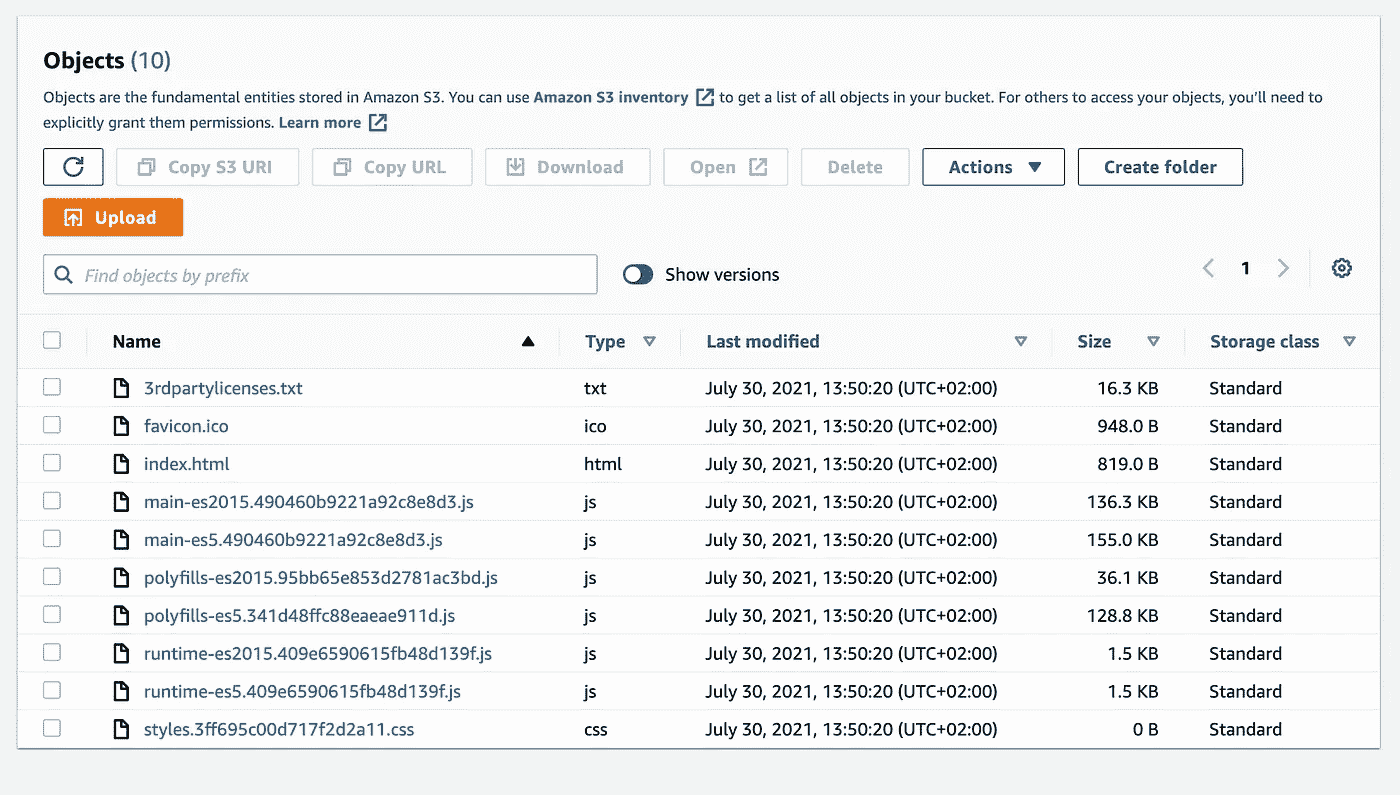 Objects (10)
Objects are the fundamental entities stored in Amazon S3. You can use Amazon S3 inventory to get a list of all objects in your bucket. For others to access your objects, you'll need to
explicitly grant them permissions. Learn more
Copy S3 URI Copy URL Download Open Delete Actions Create folder
Upload
Find objects by prefix Show versions 1
Name Type Last modified Size Storage class
3rdpartylicenses.txt txt July 30, 2021, 13:50:20 (UTC+02:00) 16.3 KB Standard
favicon.ico ico July 30, 2021, 13:50:20 (UTC+02:00) 948.0 B Standard
index.html html July 30, 2021, 13:50:20 (UTC+02:00) 819.0 B Standard
main-es2015.490460b9221a92c8e8d3.js js July 30, 2021, 13:50:20 (UTC+02:00) 136.3 KB Standard
main-es5.490460b9221a92c8e8d3.js js July 30, 2021, 13:50:20 (UTC+02:00) 155.0 KB Standard
polyfills-es2015.95bb65e853d2781ac3bd.js js July 30, 2021, 13:50:20 (UTC+02:00) 36.1 KB Standard
polyfills-es5.341d48ffc88eaeae911d.js js July 30, 2021, 13:50:20 (UTC+02:00) 128.8 KB Standard
runtime-es2015.409e6590615fb48d139f.js js July 30, 2021, 13:50:20 (UTC+02:00) 1.5 KB Standard
runtime-es5.409e6590615fb48d139f.js js July 30, 2021, 13:50:20 (UTC+02:00) 1.5 KB Standard
styles.3ff695c00d717f2d2a11.css css July 30, 2021, 13:50:20 (UTC+02:00) 0 B Standard